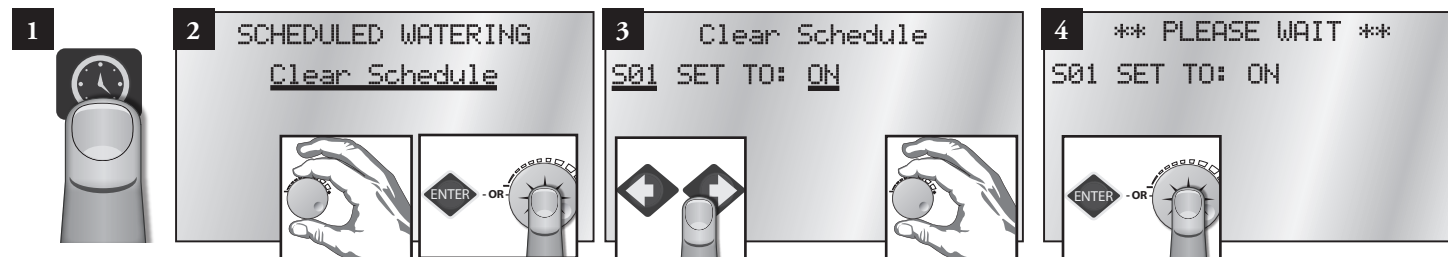 1
2
SCHEDULED WATERING
Clear Schedule
ENTER - OR -
3
Clear Schedule
S01 SET TO: ON
4
** PLEASE WAIT **
S01 SET TO: ON
ENTER - OR -